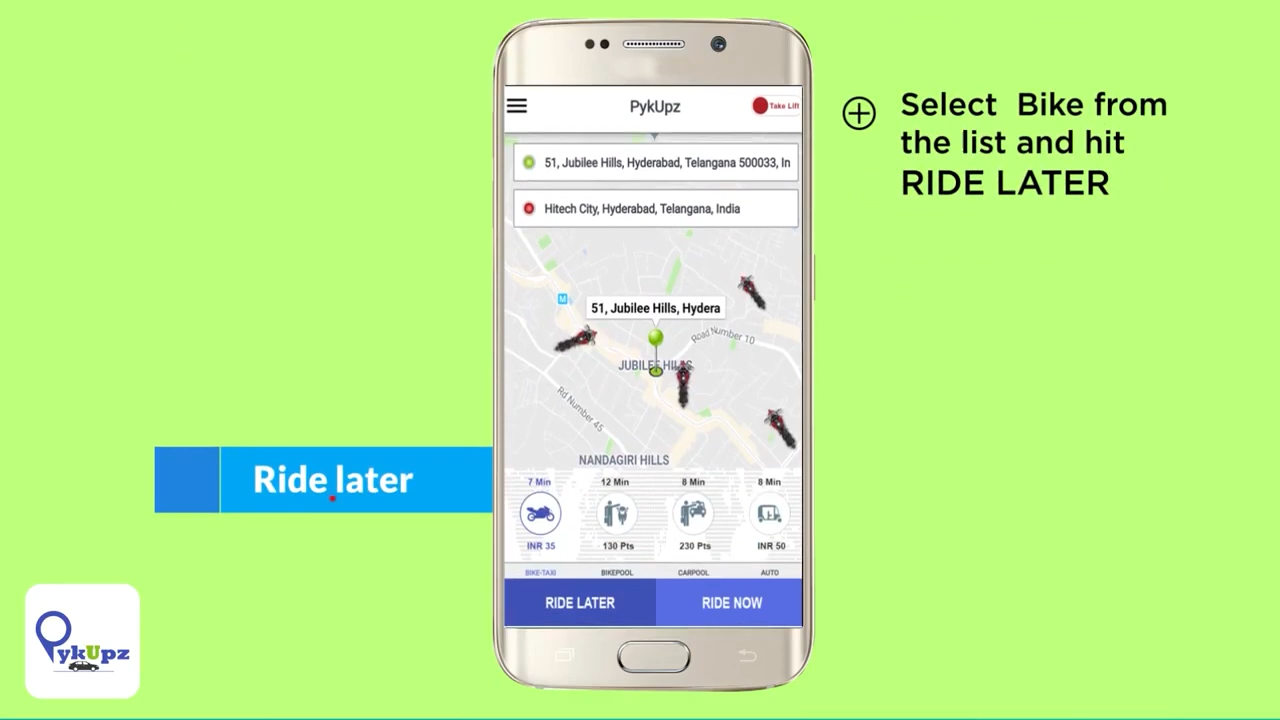 PykUpz
Take Lift
51, Jubilee Hills, Hyderabad, Telangana 500033, In
Hitech City, Hyderabad, Telangana, India
M
51, Jubilee Hills, Hydera
Road Number 10
JUBILEE HILLS
Rd Number 45
NANDAGIRI HILLS
7 Min 12 Min 8 Min 8 Min
INR 35 130 Pts 230 Pts INR 50
BIKE-TAXI BIKEPOOL CARPOOL AUTO
RIDE LATER RIDE NOW
Select Bike from
the list and hit
RIDE LATER
Ride later
PykUpz